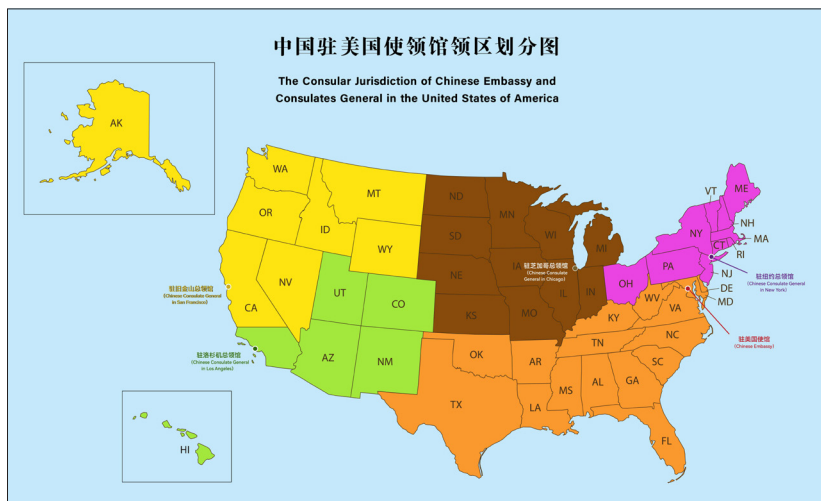 中国驻美国使领馆领区划分图
The Consular Jurisdiction of Chinese Embassy and
Consulates General in the United States of America
AK
WA
MT
ND
MN
VT
ME
OR
ID
SD
WI
MI
NY
NH
MA
WY
CT
RI
驻芝加哥总领馆
(Chinese Consulate
General in Chicago)
NE
IA
PA
NJ
驻纽约总领馆
(Chinese Consulate General
in New York)
NV
UT
CO
IL
IN
OH
DE
MD
驻旧金山总领馆
(Chinese Consulate General
in San Francisco)
CA
KS
MO
WV
VA
KY
驻美国使馆
(Chinese Embassy)
驻洛杉矶总领馆
(Chinese Consulate General
in Los Angeles)
AZ
NM
OK
AR
TN
NC
SC
TX
LA
MS
AL
GA
HI
FL